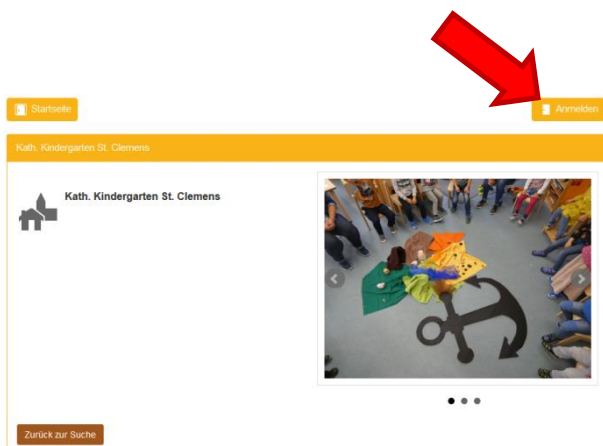 Startseite
Anmelden
Kath. Kindergarten St. Clemens
Kath. Kindergarten St. Clemens
Zurück zur Suche